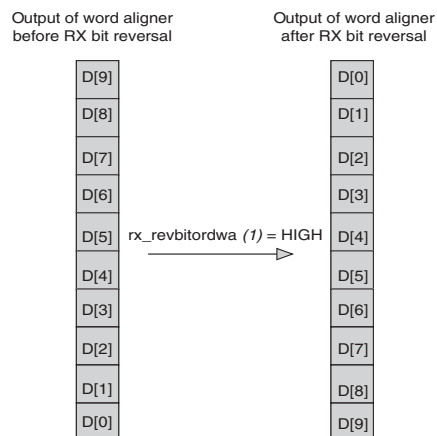 Output of word aligner
before RX bit reversal
Output of word aligner
after RX bit reversal
D[9]
D[8]
D[7]
D[6]
D[5]
D[4]
D[3]
D[2]
D[1]
D[0]
rx_revbitordwa (1) = HIGH
D[0]
D[1]
D[2]
D[3]
D[4]
D[5]
D[6]
D[7]
D[8]
D[9]